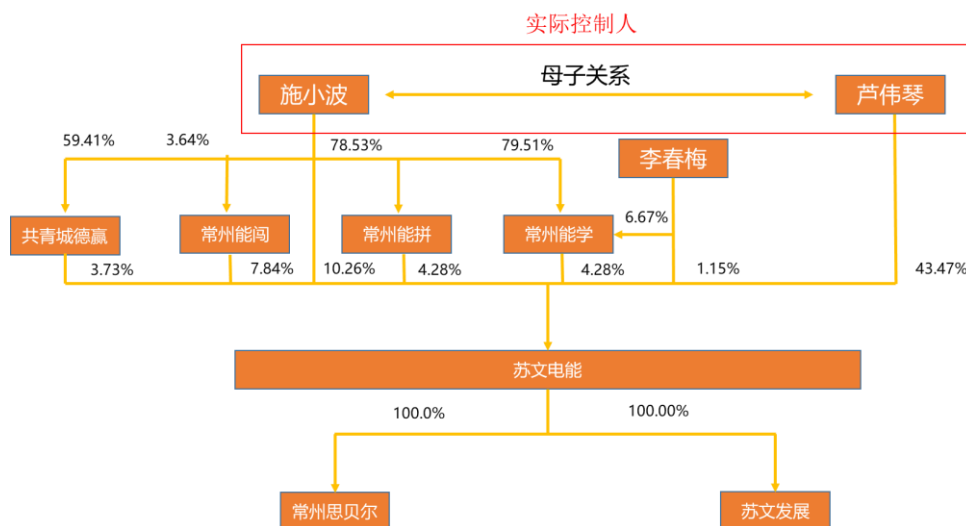 实际控制人
施小波
母子关系
芦伟琴
59.41%
3.64%
78.53%
79.51%
李春梅
共青城德赢
常州能闯
常州能拼
常州能学
6.67%
3.73%
7.84%
10.26%
4.28%
4.28%
1.15%
43.47%
苏文电能
100.0%
100.00%
常州思贝尔
苏文发展